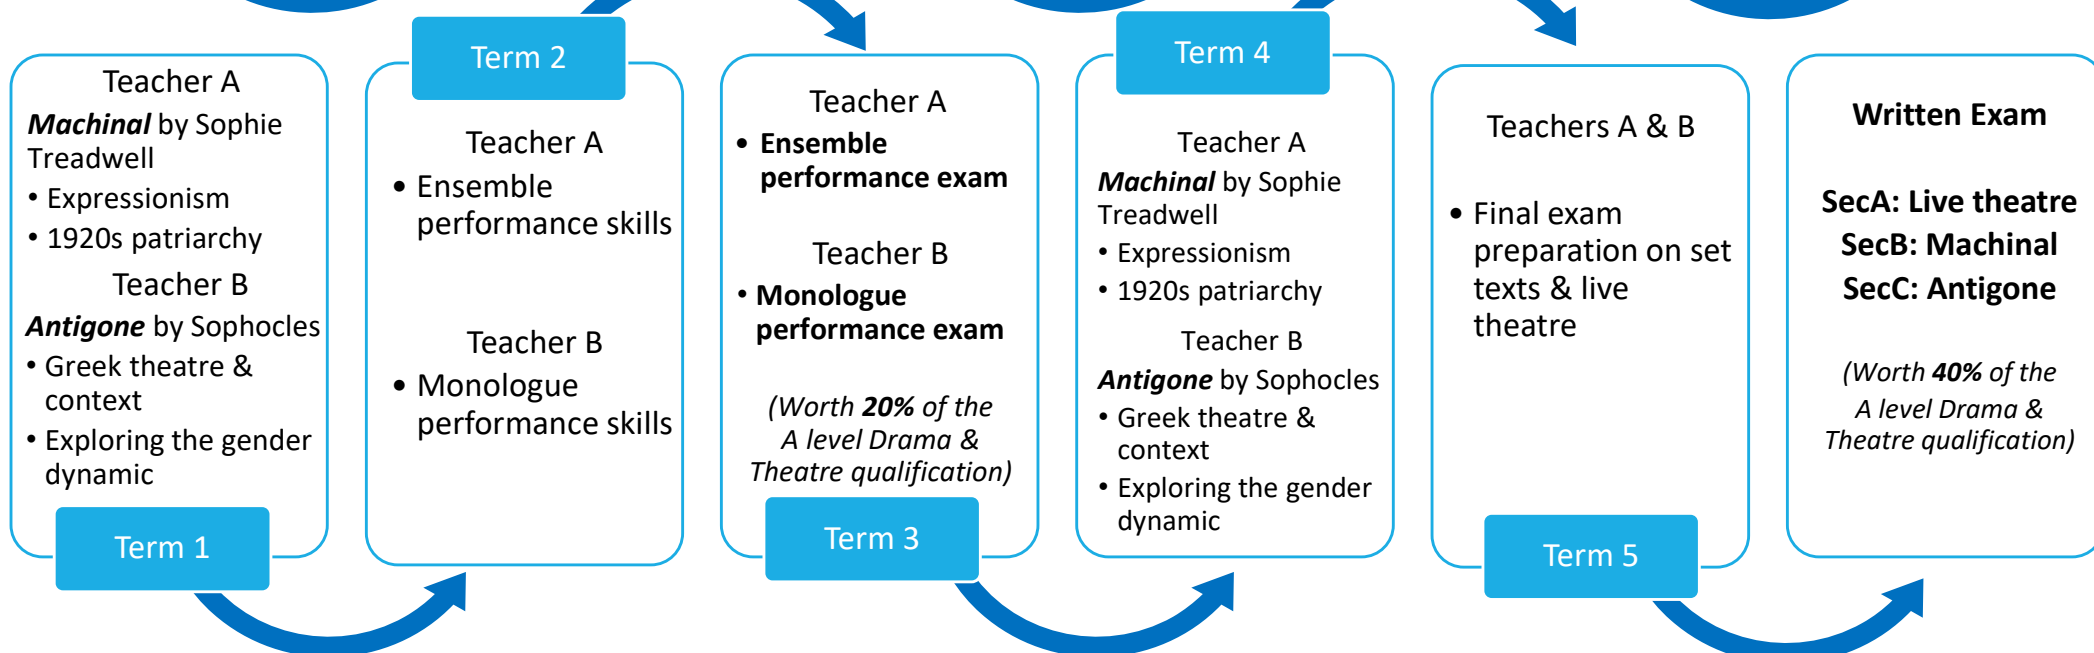 Teacher A
Machinal by Sophie
Treadwell
• Expressionism
• 1920s patriarchy
Teacher B
Antigone by Sophocles
• Greek theatre &
context
• Exploring the gender
dynamic
Term 1
Term 2
Teacher A
• Ensemble
performance skills
Teacher B
• Monologue
performance skills
Teacher A
• Ensemble
performance exam
Teacher B
• Monologue
performance exam
(Worth 20% of the
A level Drama &
Theatre qualification)
Term 3
Term 4
Teacher A
Machinal by Sophie
Treadwell
• Expressionism
• 1920s patriarchy
Teacher B
Antigone by Sophocles
• Greek theatre &
context
• Exploring the gender
dynamic
Teachers A & B
• Final exam
preparation on set
texts & live
theatre
Term 5
Written Exam
SecA: Live theatre
SecB: Machinal
SecC: Antigone
(Worth 40% of the
A level Drama &
Theatre qualification)